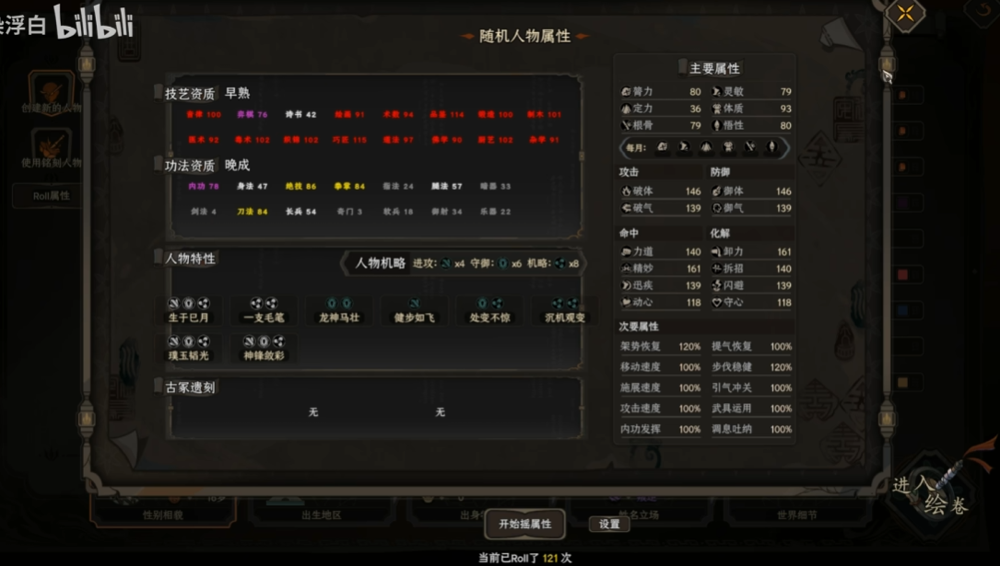 浮白 bilibili
随机人物属性
创建新的人物
使用铭刻人物
Roll属性
技艺资质 早熟
音律 100 弈棋 76 诗书 42 绘画 91 术数 94 品鉴 114 锻造 100 制木 101
医术 92 毒术 102 织锦 102 巧匠 115 道法 97 佛学 90 厨艺 102 杂学 91
功法资质 晚成
内功 78 身法 47 绝技 86 拳掌 84 指法 24 腿法 57 暗器 33
剑法 4 刀法 84 长兵 54 奇门 3 软兵 18 御射 34 乐器 22
人物特性
人物机略 进攻: x4 守御: x6 机略: x8
生于已月 一支毛笔 龙神马壮 健步如飞 处变不惊 沉机观变
璞玉韬光 神锋敛彩
古冢遗刻
无 无
主要属性
膂力 80 灵敏 79
定力 36 体质 93
根骨 79 悟性 80
每月:
攻击 防御
破体 146 御体 146
破气 139 御气 139
命中 化解
力道 140 卸力 161
精妙 161 拆招 140
迅疾 139 闪避 139
动心 118 守心 118
次要属性
架势恢复 120% 提气恢复 100%
移动速度 100% 步伐稳健 120%
施展速度 100% 引气冲关 100%
攻击速度 100% 武具运用 100%
内功发挥 100% 调息吐纳 100%
进入绘卷
性别相貌 出生地区 出身 姓名立场 世界细节
开始摇属性 设置
当前已Roll了 121 次